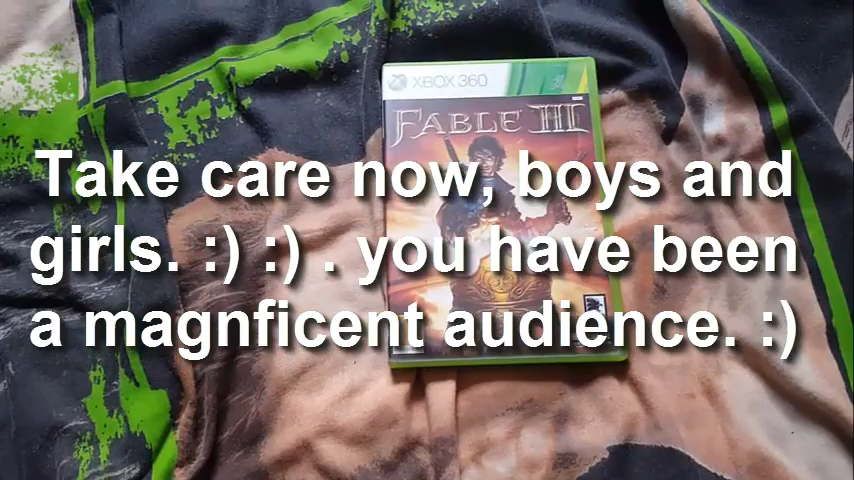 XBOX 360
FABLE III
Take care now, boys and
girls. :) :) . you have been
a magnficent audience. :)